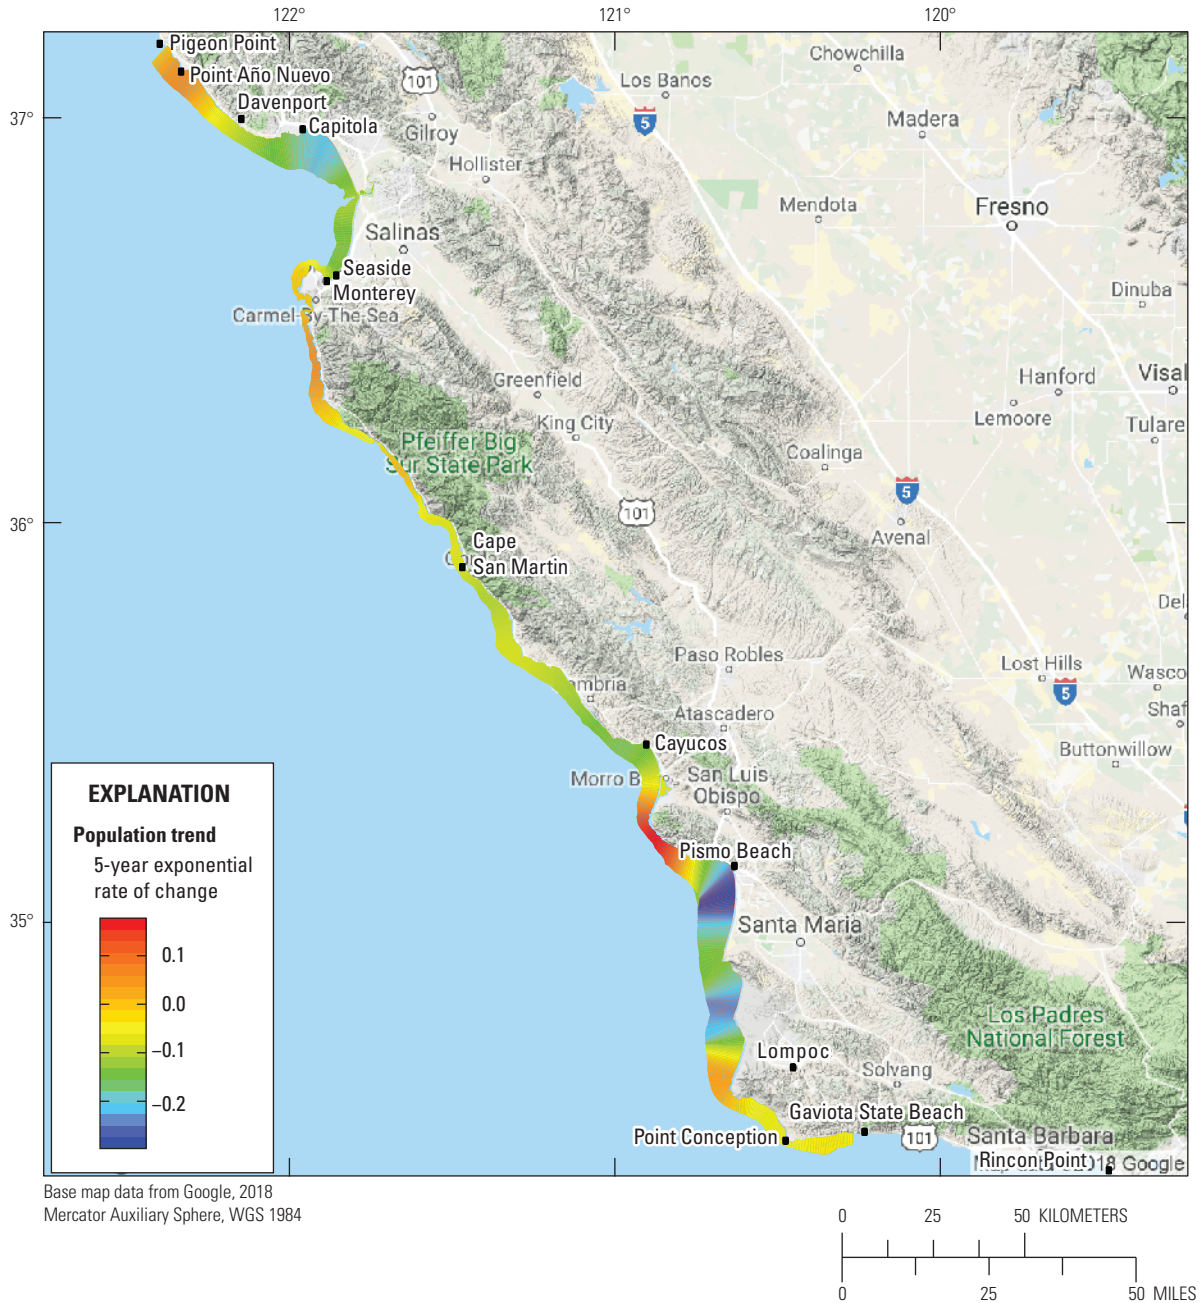 122°
121°
120°
Pigeon Point
Point Año Nuevo
Davenport
Capitola
37°
101
Gilroy
Hollister
Los Banos
Chowchilla
5
Madera
Mendota
Fresno
Salinas
Seaside
Monterey
Carmel-By-The-Sea
Dinuba
Greenfield
King City
Hanford
Visal
Lemoore
Tulare
Pfeiffer Big
Sur State Park
Coalinga
5
101
36°
Avenal
Cape
San Martin
Del
Paso Robles
Lost Hills
Wasco
5
ambria
Shaf
Atascadero
Cayucos
Buttonwillow
Morro B
San Luis
Obispo
Pismo Beach
35°
Santa Maria
Los Padres
National Forest
Lompoc
Solvang
Gaviota State Beach
Point Conception
101
Santa Barbara
Rincon Point
18 Google
EXPLANATION
Population trend
5-year exponential
rate of change
0.1
0.0
–0.1
–0.2
Base map data from Google, 2018
Mercator Auxiliary Sphere, WGS 1984
0 25 50 KILOMETERS
0 25 50 MILES